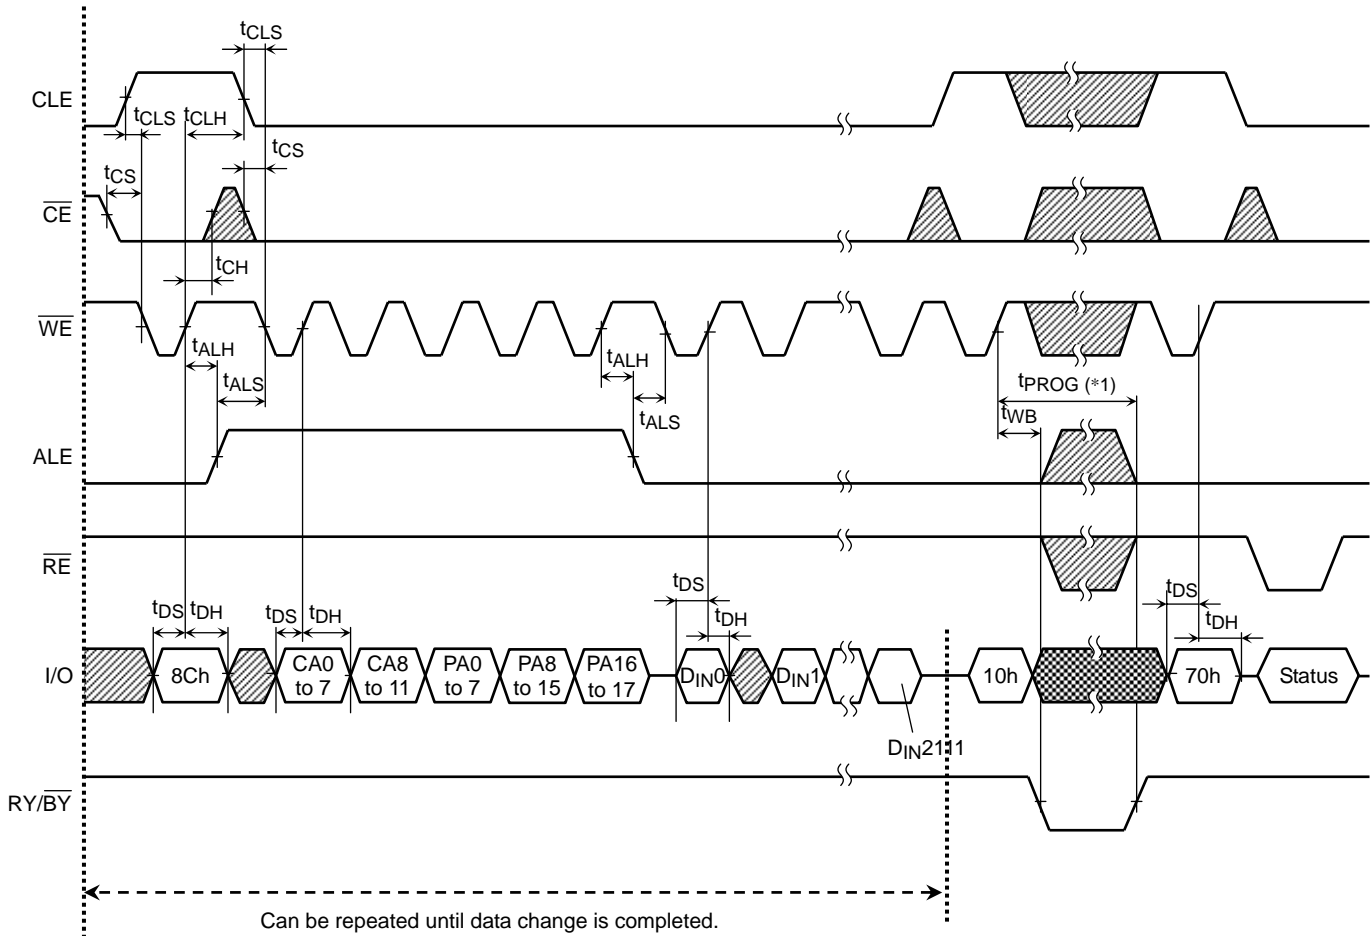 tCLS
CLE
tCLS
tCLH
tCS
tCS
CE
tCH
WE
tALH
tALS
tALH
tALS
tPROG (*1)
tWB
ALE
RE
tDS
tDH
tDS
tDH
tDS
tDH
tDS
tDH
I/O
8Ch
CA0 to 7
CA8 to 11
PA0 to 7
PA8 to 15
PA16 to 17
DIN0
DIN1
10h
70h
Status
DIN2111
RY/BY
Can be repeated until data change is completed.